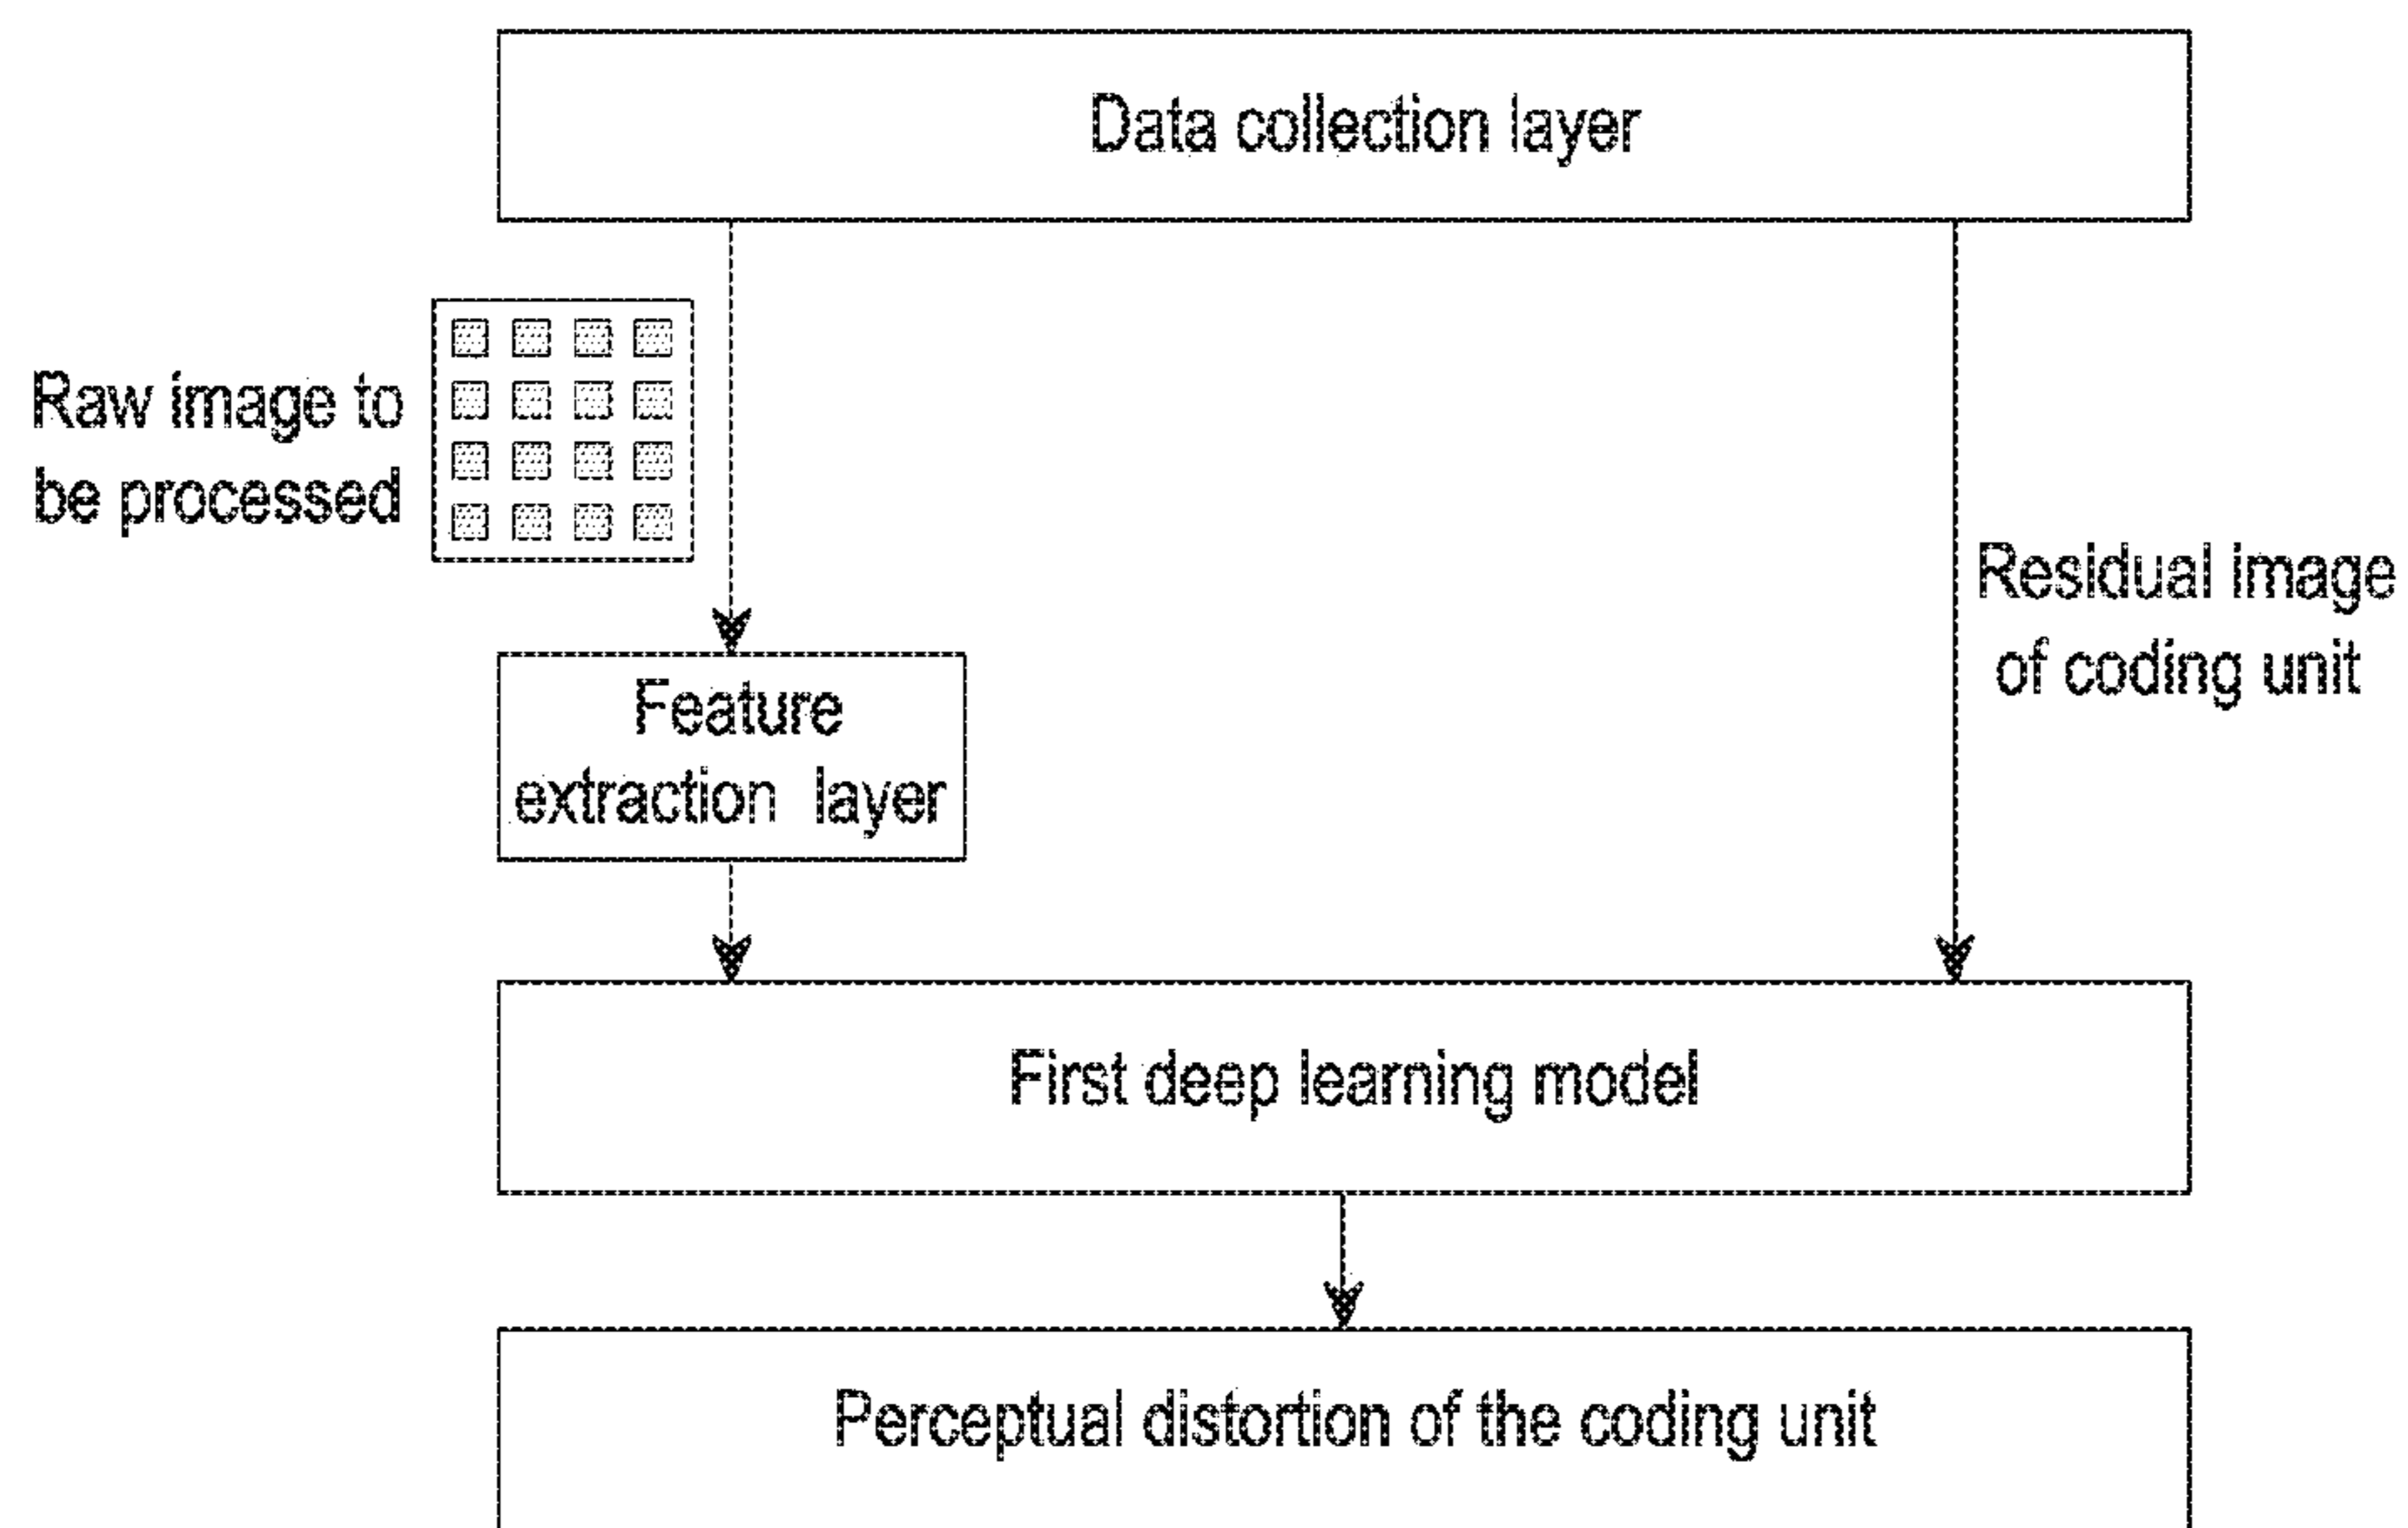 Data collection layer
Raw image to
be processed
Residual image
of coding unit
Feature
extraction layer
First deep learning model
Perceptual distortion of the coding unit